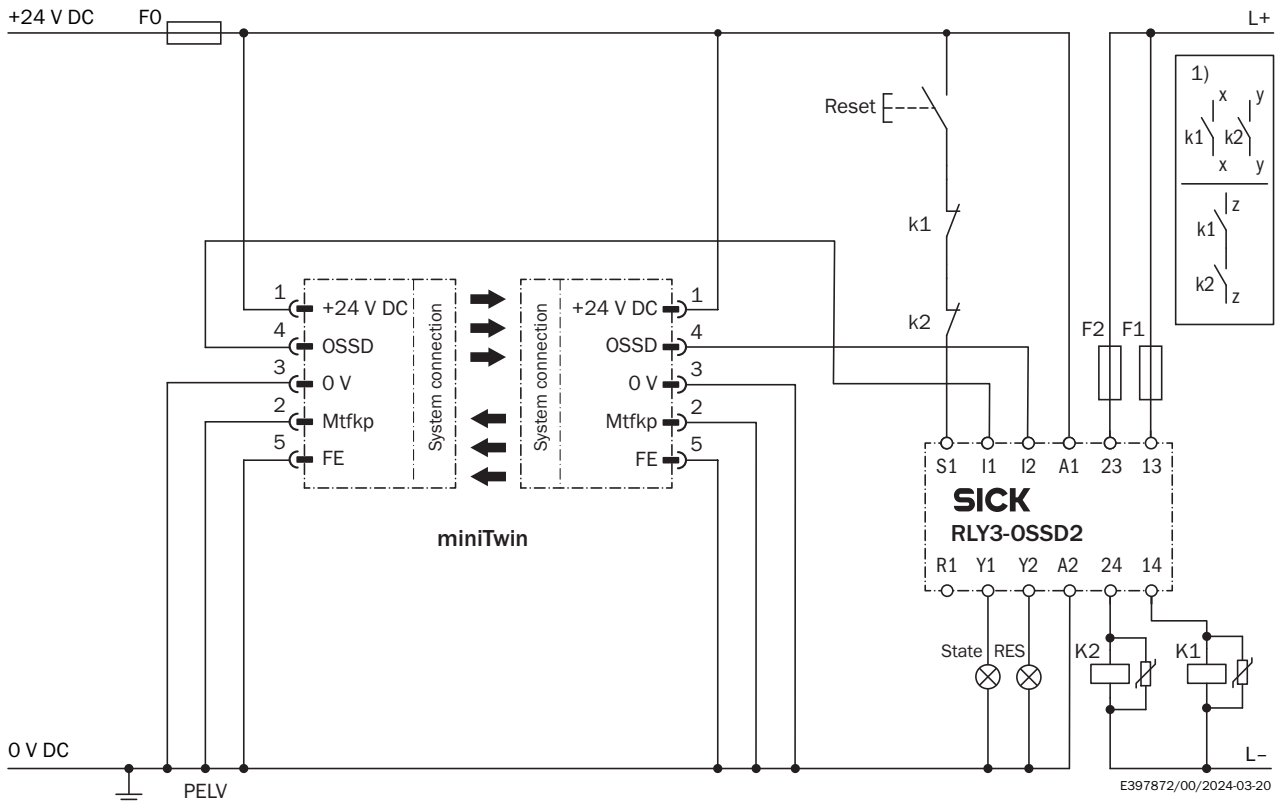 +24 V DC
F0
L+
1)
x
y
k1
k2
x
y
z
k1
k2
z
Reset
k1
k2
F2
F1
1
+24 V DC
4
OSSD
3
0 V
2
Mtfkp
5
FE
System connection
System connection
+24 V DC
1
OSSD
4
0 V
3
Mtfkp
2
FE
5
miniTwin
S1
I1
I2
A1
23
13
SICK
RLY3-OSSD2
R1
Y1
Y2
A2
24
14
State
RES
K2
K1
0 V DC
PELV
L–
E397872/00/2024-03-20